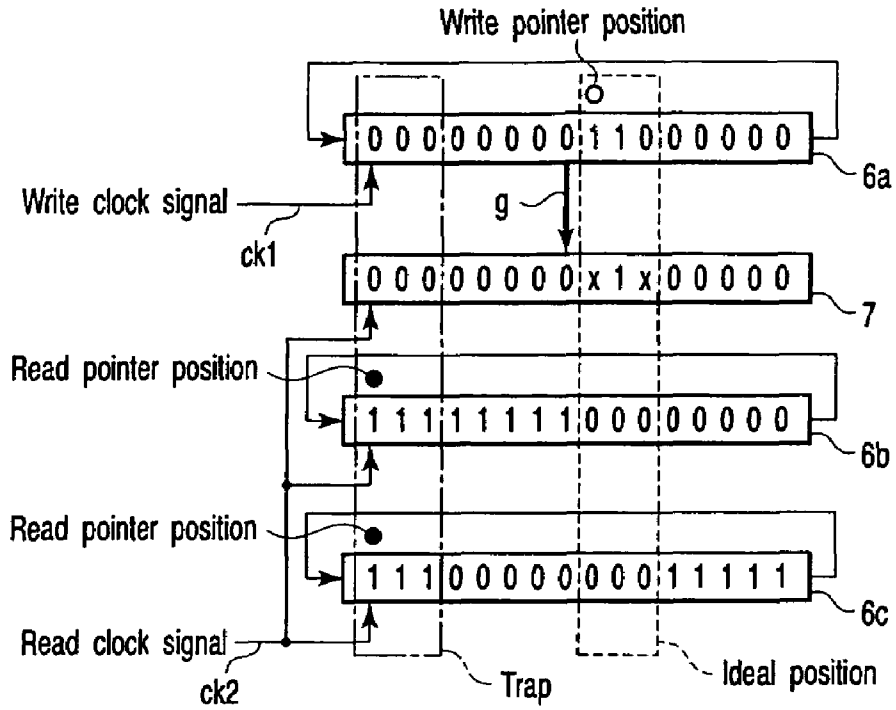 Write pointer position
0 0 0 0 0 0 0 0 1 1 0 0 0 0 0 0
6a
Write clock signal
ck1
g
0 0 0 0 0 0 0 0 x 1 x 0 0 0 0 0
7
Read pointer position
1 1 1 1 1 1 1 1 0 0 0 0 0 0 0 0
6b
Read pointer position
1 1 1 0 0 0 0 0 0 0 0 1 1 1 1 1
6c
Read clock signal
ck2
Trap
Ideal position